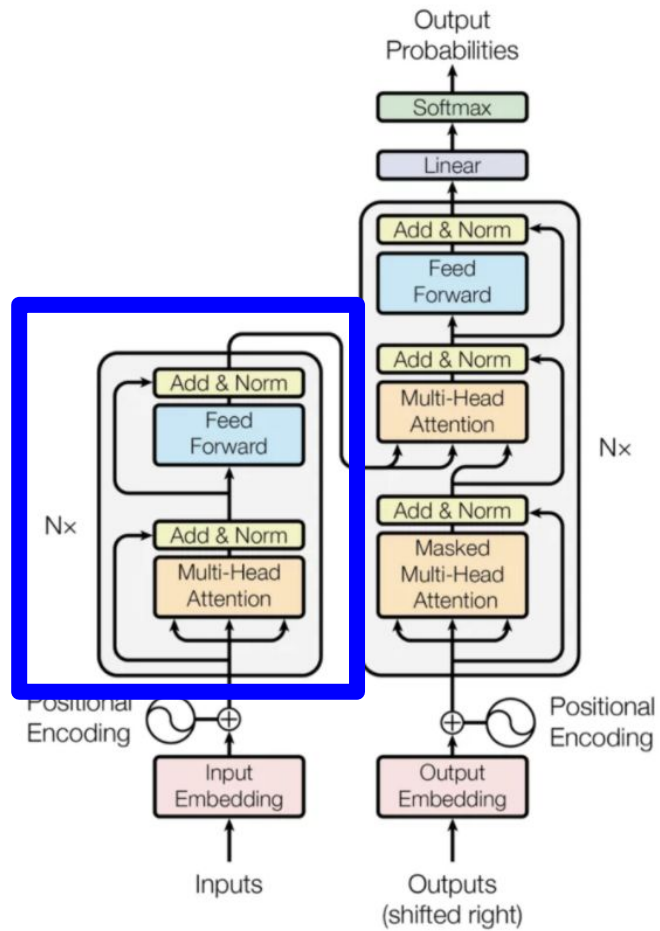 Output
Probabilities
Softmax
Linear
Add & Norm
Feed
Forward
Add & Norm
Multi-Head
Attention
Nx
Add & Norm
Masked
Multi-Head
Attention
Add & Norm
Feed
Forward
Nx
Add & Norm
Multi-Head
Attention
Positional
Encoding
Positional
Encoding
Input
Embedding
Output
Embedding
Inputs
Outputs
(shifted right)